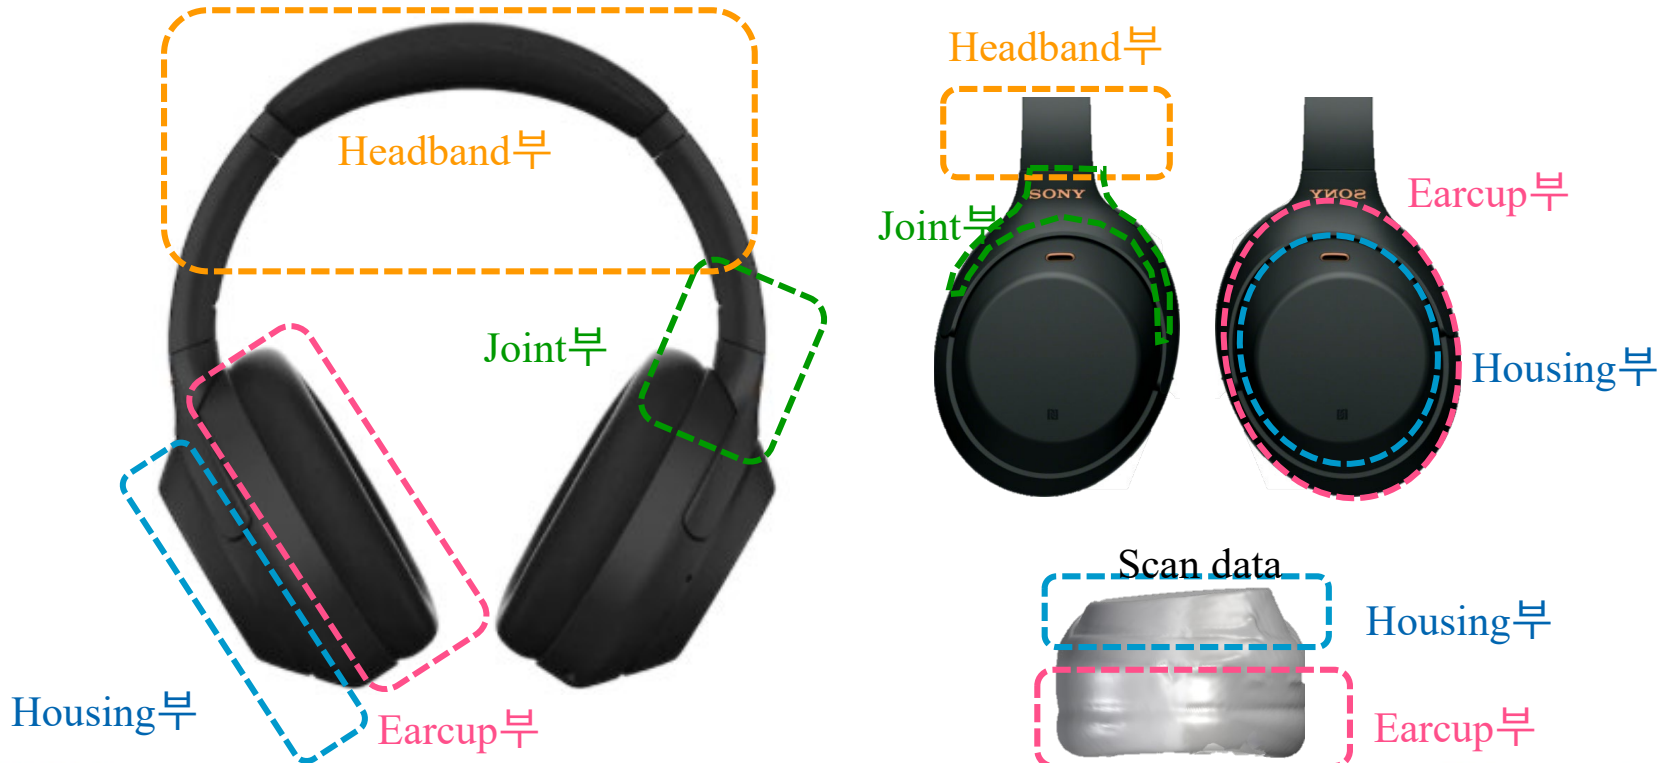 Headband부
Joint부
Housing부
Earcup부
Headband부
SONY
SONY
Joint부
Earcup부
Housing부
Scan data
Housing부
Earcup부